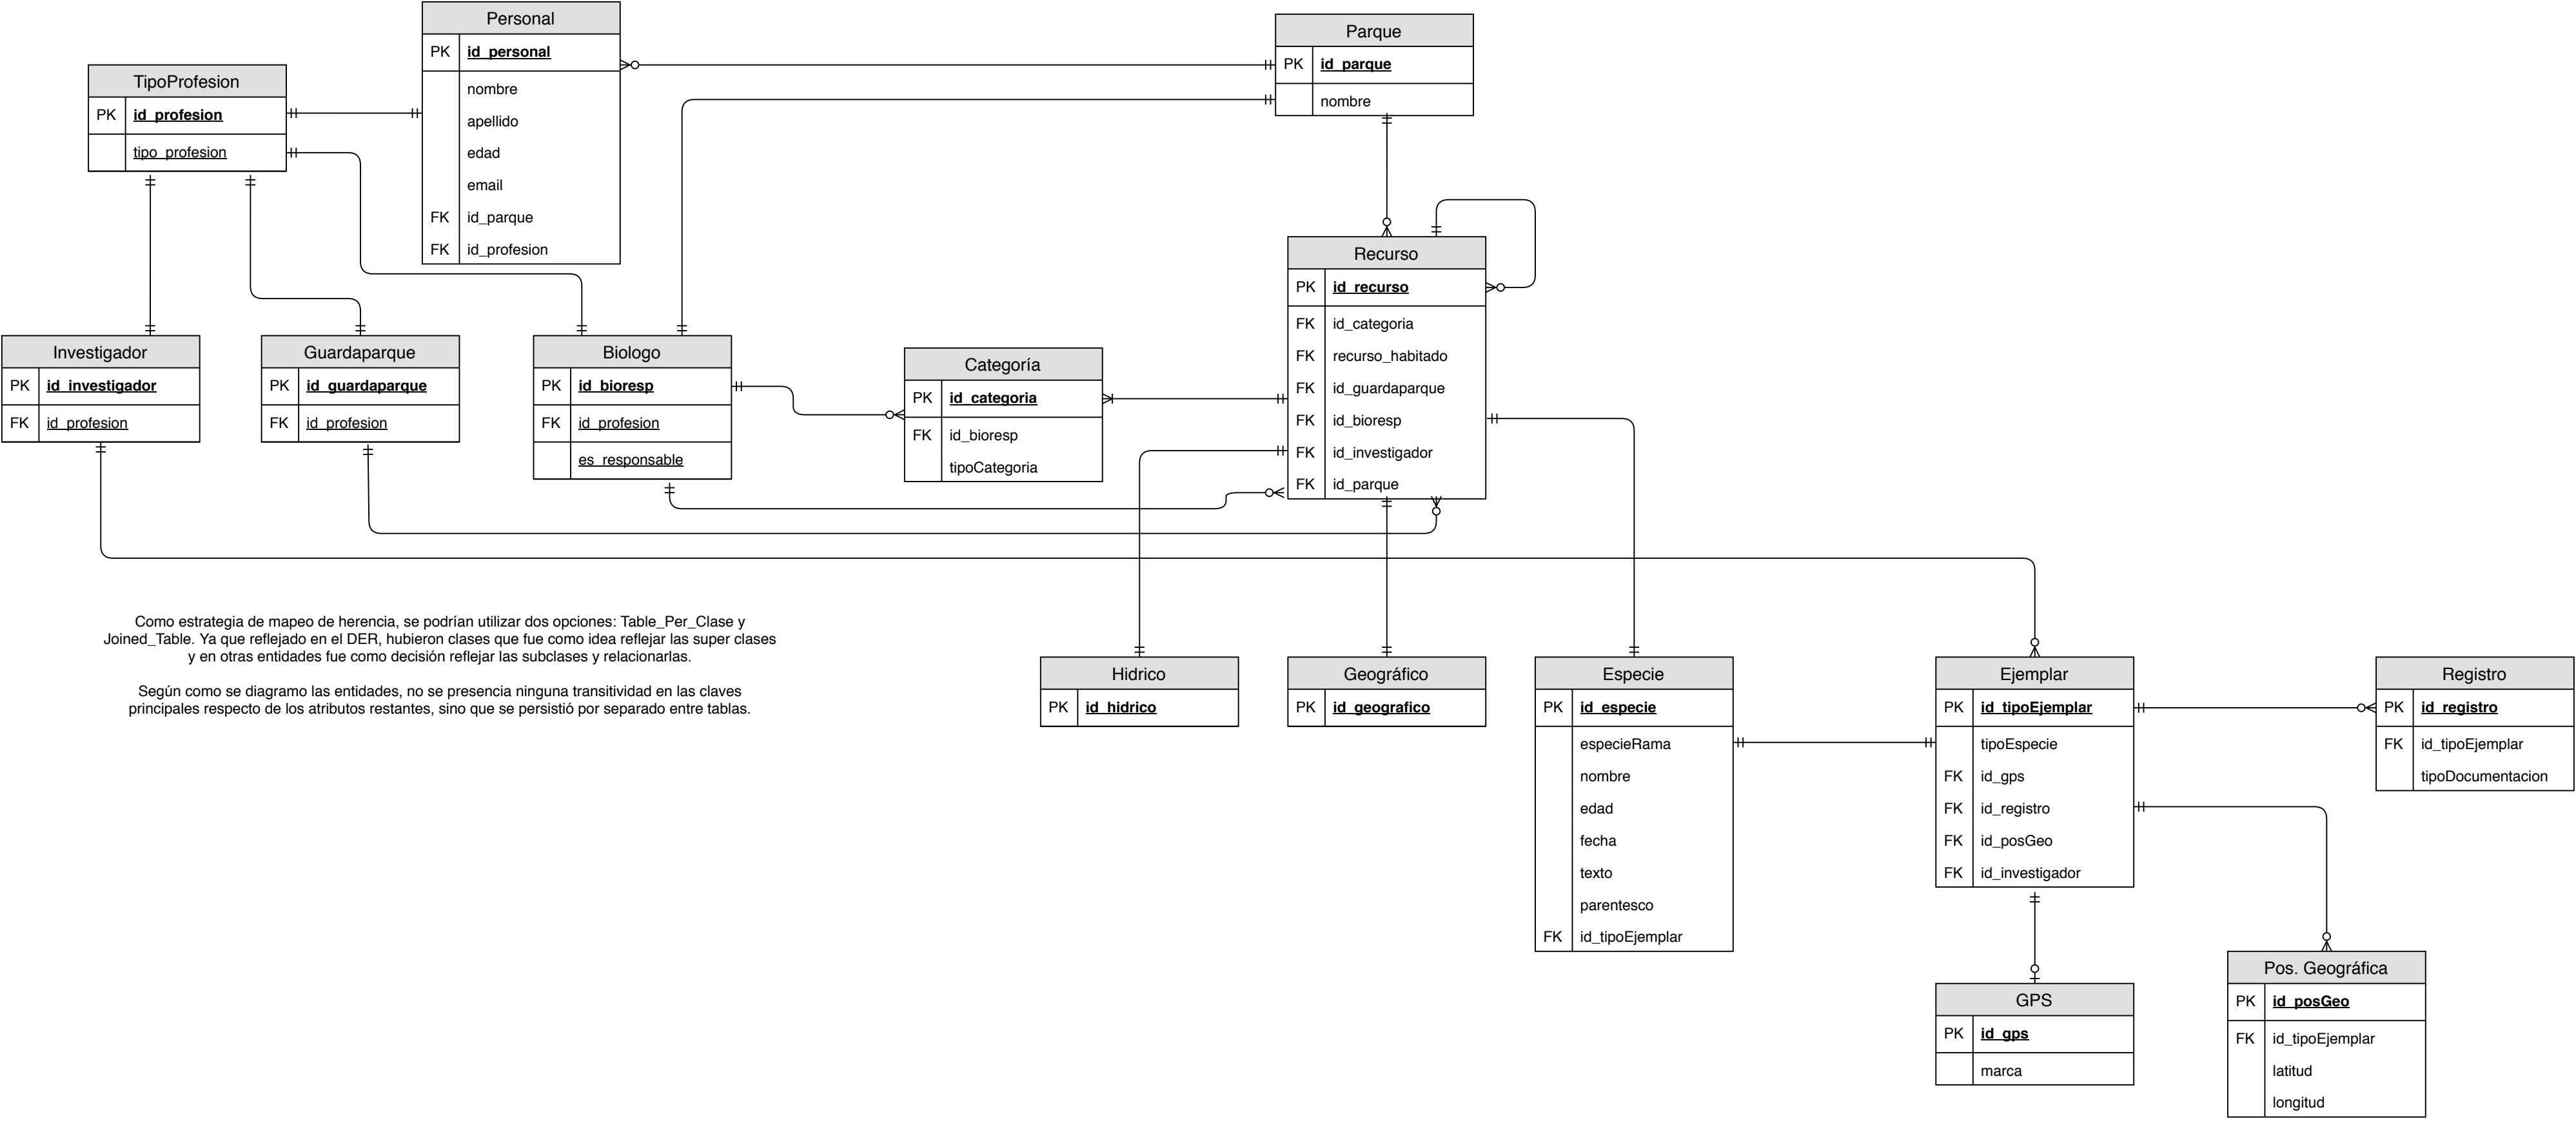 Personal
PK id_personal
nombre
apellido
edad
email
FK id_parque
FK id_profesion
Parque
PK id_parque
nombre
TipoProfesion
PK id_profesion
tipo_profesion
Recurso
PK id_recurso
FK id_categoria
FK recurso_habitado
FK id_guardaparque
FK id_bioresp
FK id_investigador
FK id_parque
Investigador
PK id_investigador
FK id_profesion
Guardaparque
PK id_guardaparque
FK id_profesion
Biologo
PK id_bioresp
FK id_profesion
es_responsable
Categoría
PK id_categoria
FK id_bioresp
tipoCategoria
Como estrategia de mapeo de herencia, se podrían utilizar dos opciones: Table_Per_Clase y
Joined_Table. Ya que reflejado en el DER, hubieron clases que fue como idea reflejar las super clases
y en otras entidades fue como decisión reflejar las subclases y relacionarlas.
Según como se diagramo las entidades, no se presencia ninguna transitividad en las claves
principales respecto de los atributos restantes, sino que se persistió por separado entre tablas.
Hidrico
PK id_hidrico
Geográfico
PK id_geografico
Especie
PK id_especie
especieRama
nombre
edad
fecha
texto
parentesco
FK id_tipoEjemplar
Ejemplar
PK id_tipoEjemplar
tipoEspecie
FK id_gps
FK id_registro
FK id_posGeo
FK id_investigador
Registro
PK id_registro
FK id_tipoEjemplar
tipoDocumentacion
GPS
PK id_gps
marca
Pos. Geográfica
PK id_posGeo
FK id_tipoEjemplar
latitud
longitud